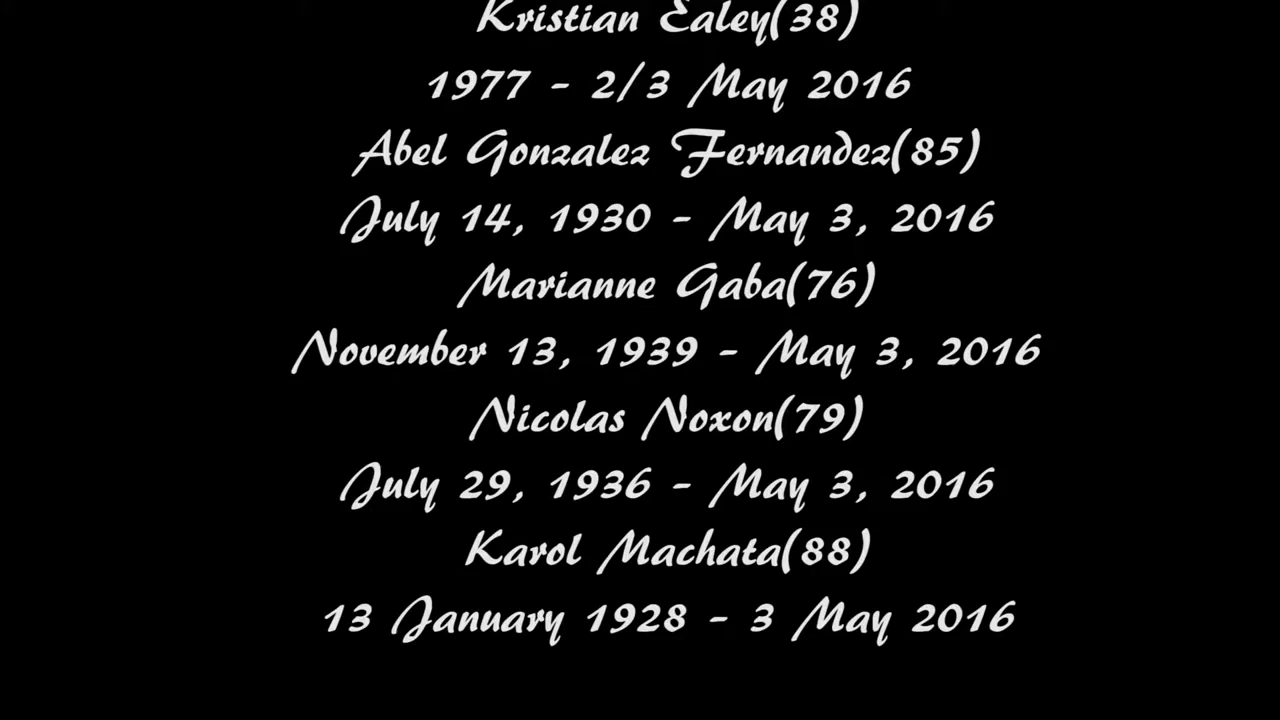 Kristian Ealey(38)
1977 - 2/3 May 2016
Abel Gonzalez Fernandez(85)
July 14, 1930 - May 3, 2016
Marianne Gaba(76)
November 13, 1939 - May 3, 2016
Nicolas Noxon(79)
July 29, 1936 - May 3, 2016
Karol Machata(88)
13 January 1928 - 3 May 2016